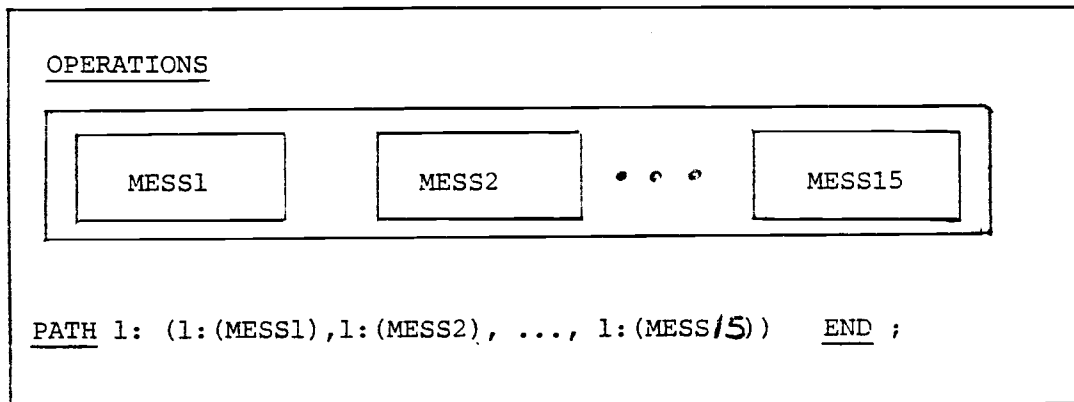 OPERATIONS
MESS1 MESS2 • • • MESS15
PATH 1: (1:(MESS1),1:(MESS2), ..., 1:(MESS15)) END ;